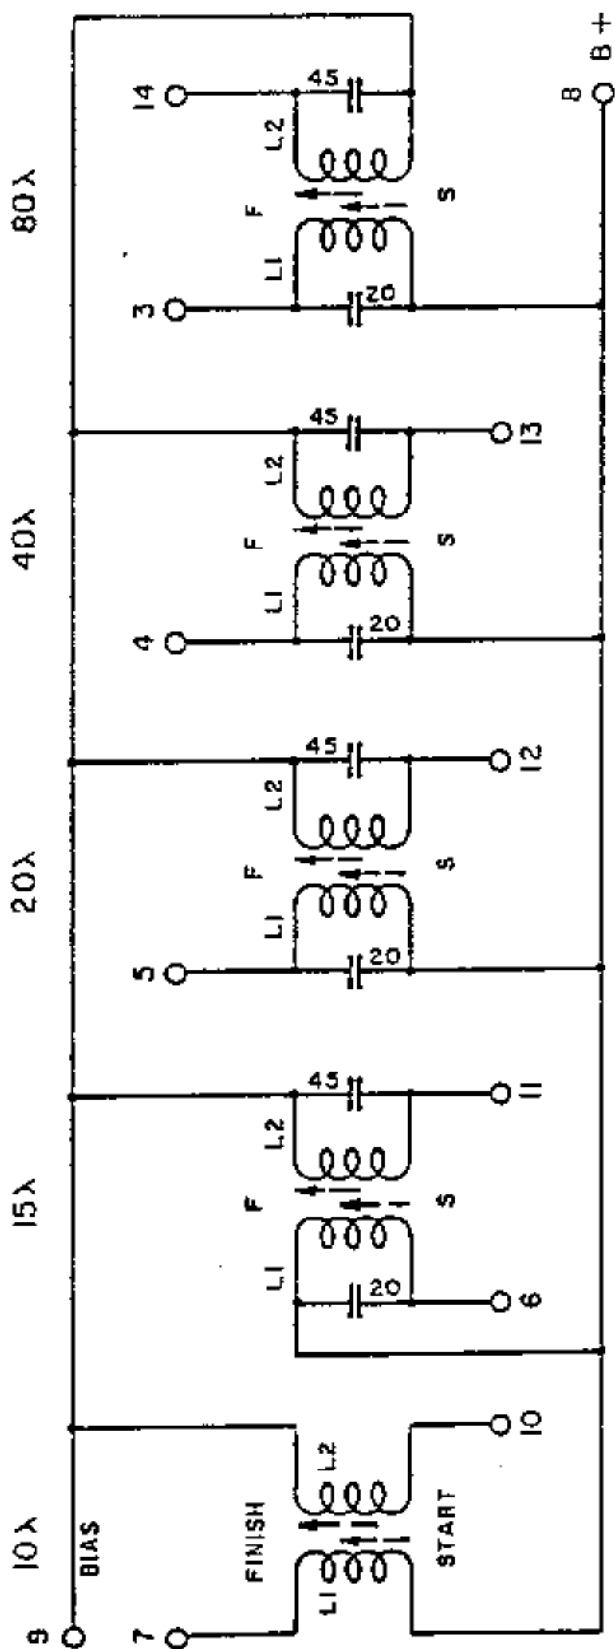 10λ 15λ 20λ 40λ 80λ
9
BIAS
7 5 4 3 14
FINISH F F F F
L1 L2 L1 L2 L1 L2 L1 L2
L1 L2 45 45 45 45
20 20 20 20
START S S S S
10 6 11 12 13
8
B+